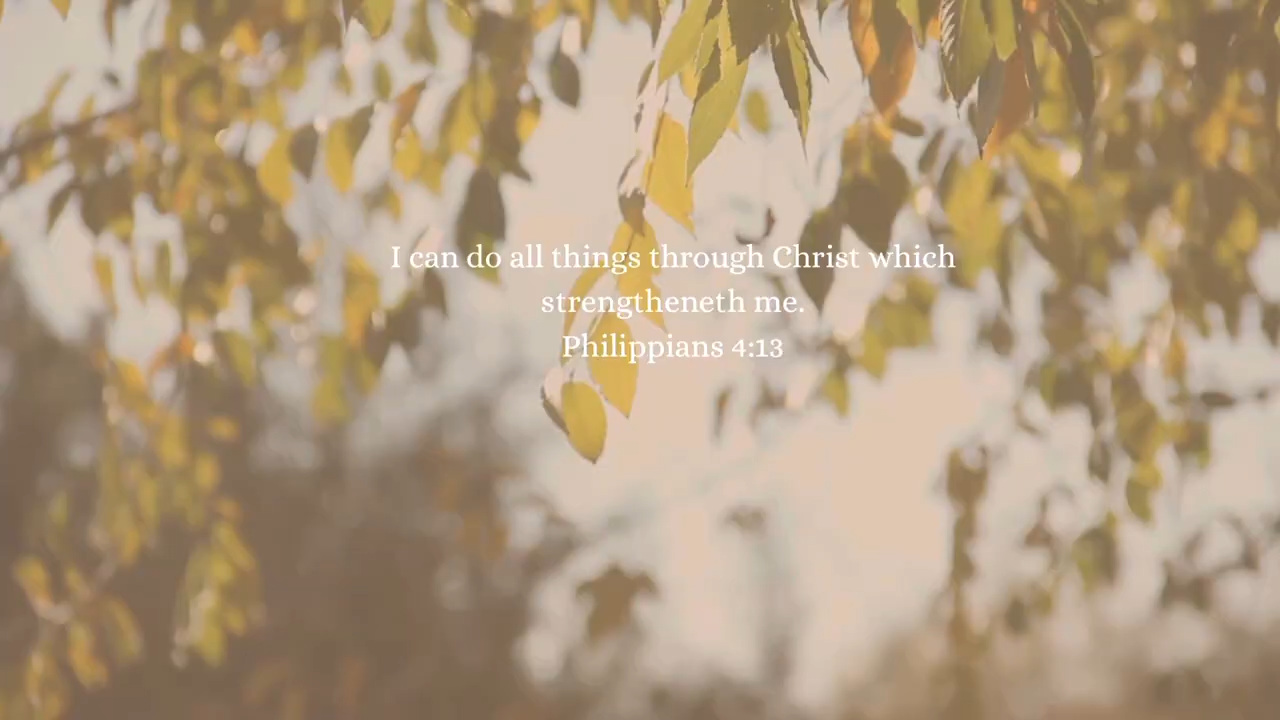 I can do all things through Christ which
strengtheneth me.
Philippians 4:13